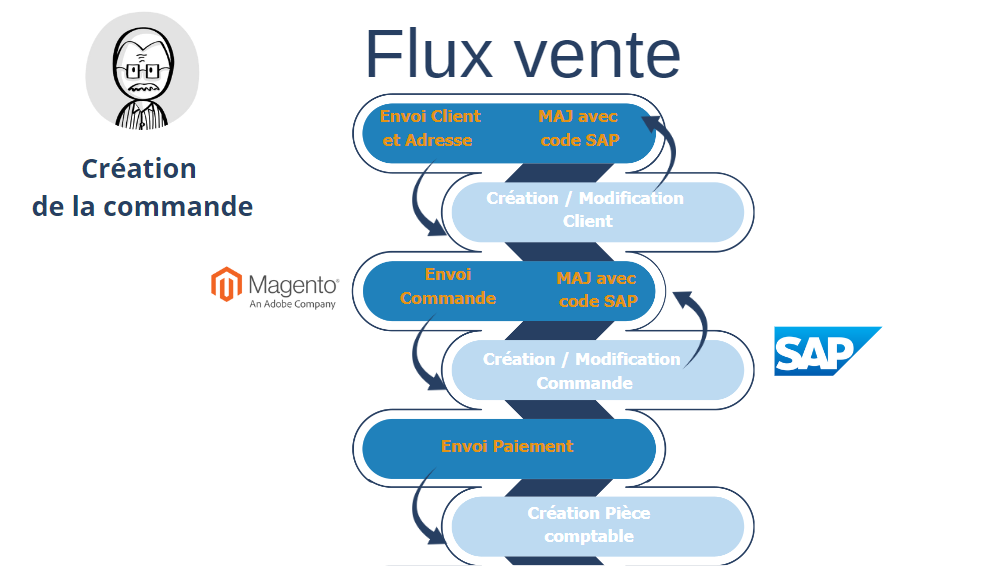 Flux vente
Création
de la commande
Envoi Client
et Adresse
MAJ avec
code SAP
Création / Modification
Client
Magento®
An Adobe Company
Envoi
Commande
MAJ avec
code SAP
Création / Modification
Commande
SAP
Envoi Paiement
Création Pièce
comptable